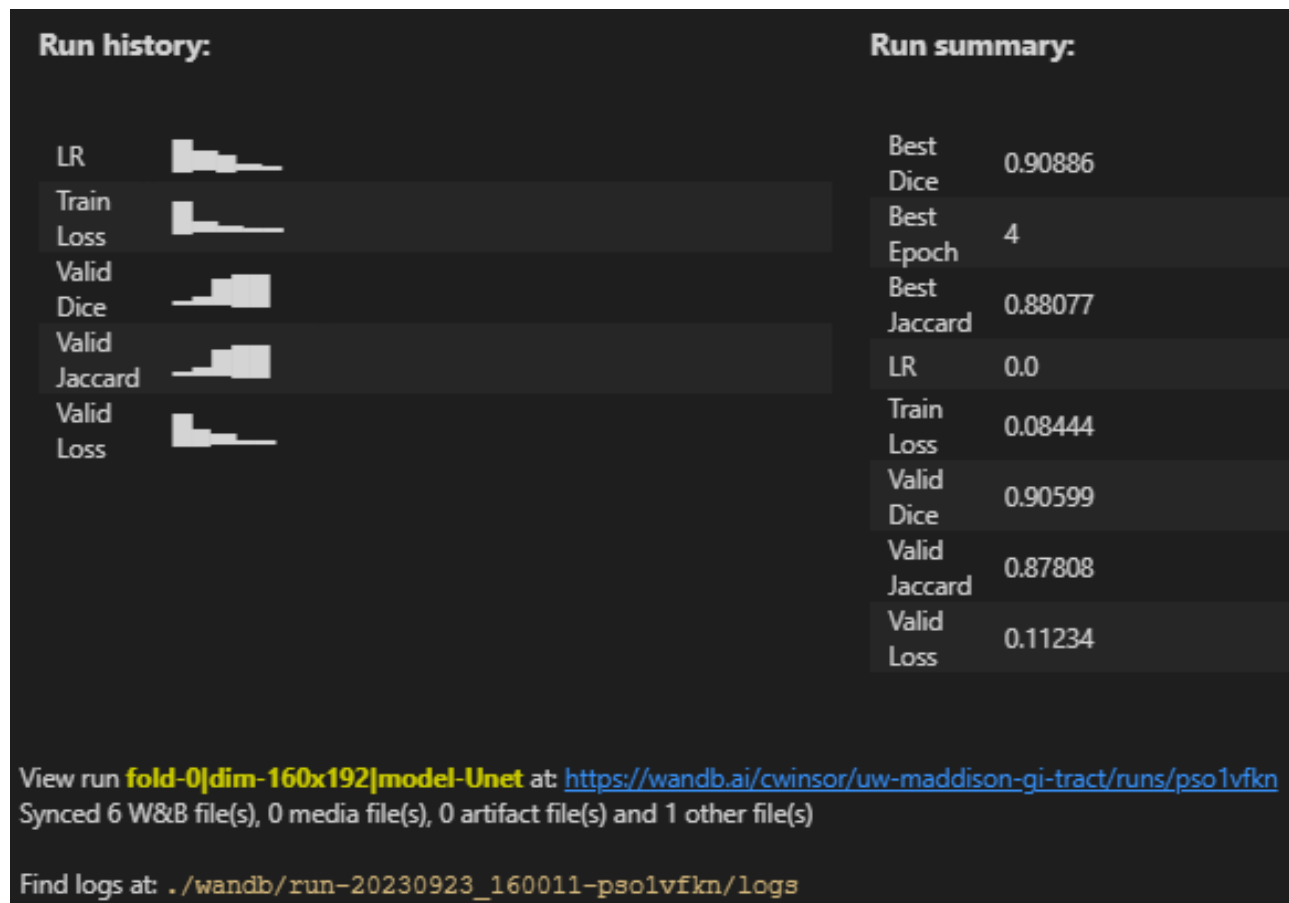 Run history:
LR
Train
Loss
Valid
Dice
Valid
Jaccard
Valid
Loss
Run summary:
Best
Dice 0.90886
Best
Epoch 4
Best
Jaccard 0.88077
LR 0.0
Train
Loss 0.08444
Valid
Dice 0.90599
Valid
Jaccard 0.87808
Valid
Loss 0.11234
View run fold-0|dim-160x192|model-Unet at: https://wandb.ai/cwinsor/uw-maddison-gi-tract/runs/pso1vfkn
Synced 6 W&B file(s), 0 media file(s), 0 artifact file(s) and 1 other file(s)
Find logs at: ./wandb/run-20230923_160011-pso1vfkn/logs